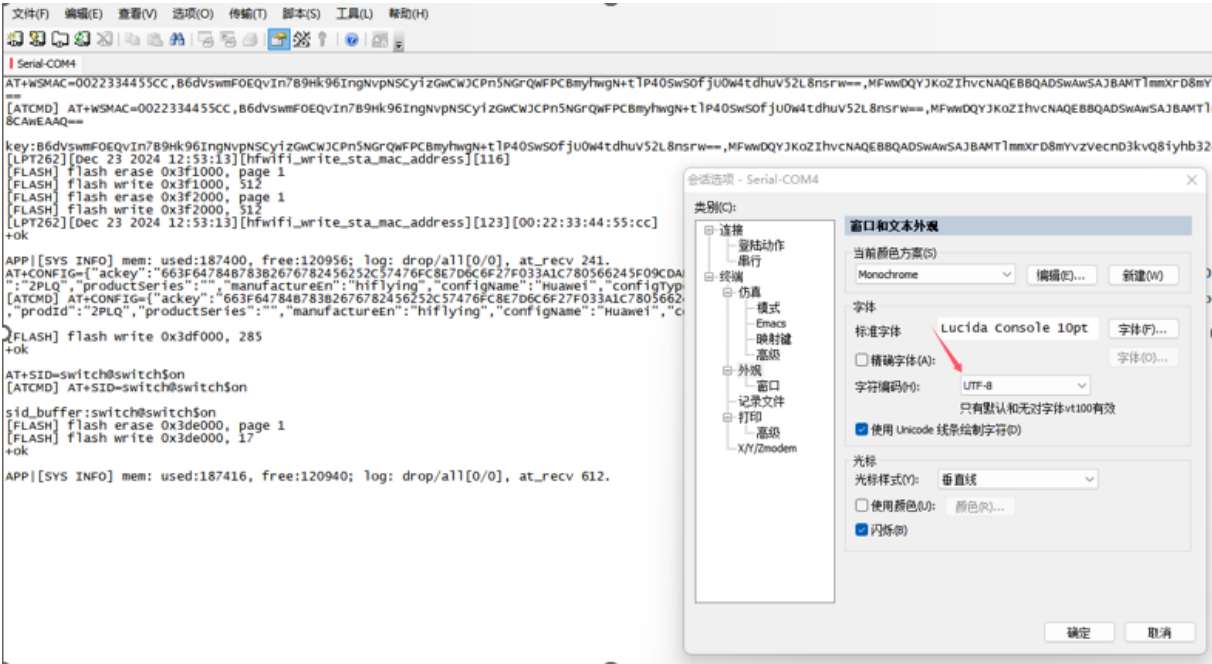 文件(F) 编辑(E) 查看(V) 选项(O) 传输(T) 脚本(S) 工具(L) 帮助(H)
Serial-COM4
AT+WSMAC=0022334455CC,B6dVswmFOEQvIn7B9Hk96IngNvpNSCyizGwCWJCPn5NGrQWFPCBmyhwgN+tlP4OSwSOfjU0W4tdhuV52L8nsrw==,MFwwDQYJKoZIhvcNAQEBBQADSwAwSAJBAMTlmmXrD8mY
==
[ATCMD] AT+WSMAC=0022334455CC,B6dVswmFOEQvIn7B9Hk96IngNvpNSCyizGwCWJCPn5NGrQWFPCBmyhwgN+tlP4OSwSOfjU0W4tdhuV52L8nsrw==,MFwwDQYJKoZIhvcNAQEBBQADSwAwSAJBAMTl
8CAwEAAQ==
key:B6dVswmFOEQvIn7B9Hk96IngNvpNSCyizGwCWJCPn5NGrQWFPCBmyhwgN+tlP4OSwSOfjU0W4tdhuV52L8nsrw==,MFwwDQYJKoZIhvcNAQEBBQADSwAwSAJBAMTlmmXrD8mYvzVecnD3kvQ8iyhb32
[LPT262][Dec 23 2024 12:53:13][hfwifi_write_sta_mac_address][116]
[FLASH] flash erase 0x3f1000, page 1
[FLASH] flash write 0x3f1000, 512
[FLASH] flash erase 0x3f2000, page 1
[FLASH] flash write 0x3f2000, 512
[LPT262][Dec 23 2024 12:53:13][hfwifi_write_sta_mac_address][123][00:22:33:44:55:cc]
+ok
APP|[SYS INFO] mem: used:187400, free:120956; log: drop/all[0/0], at_recv 241.
AT+CONFIG={"ackey":"663F64784B783B2676782456252C57476FC8E7D6C6F27F033A1C780566245F09CDA
":"2PLQ","productSeries":"","manufactureEn":"hiflying","configName":"Huawei","configTyp
[ATCMD] AT+CONFIG={"ackey":"663F64784B783B2676782456252C57476FC8E7D6C6F27F033A1C7805662
,"prodId":"2PLQ","productSeries":"","manufactureEn":"hiflying","configName":"Huawei","c
[FLASH] flash write 0x3df000, 285
+ok
AT+SID=switch@switch$on
[ATCMD] AT+SID=switch@switch$on
sid_buffer:switch@switch$on
[FLASH] flash erase 0x3de000, page 1
[FLASH] flash write 0x3de000, 17
+ok
APP|[SYS INFO] mem: used:187416, free:120940; log: drop/all[0/0], at_recv 612.
会话选项 - Serial-COM4
类别(C):
连接
登陆动作
串行
终端
仿真
模式
Emacs
映射键
高级
外观
窗口
记录文件
打印
高级
X/Y/Zmodem
窗口和文本外观
当前颜色方案(S)
Monochrome 编辑(E)... 新建(W)
字体
标准字体 Lucida Console 10pt 字体(F)...
精确字体(A): 字体(O)...
字符编码(H): UTF-8
只有默认和无对字体vt100有效
使用 Unicode 线条绘制字符(D)
光标
光标样式(Y): 垂直线
使用颜色(U): 颜色(R)...
闪烁(B)
确定 取消